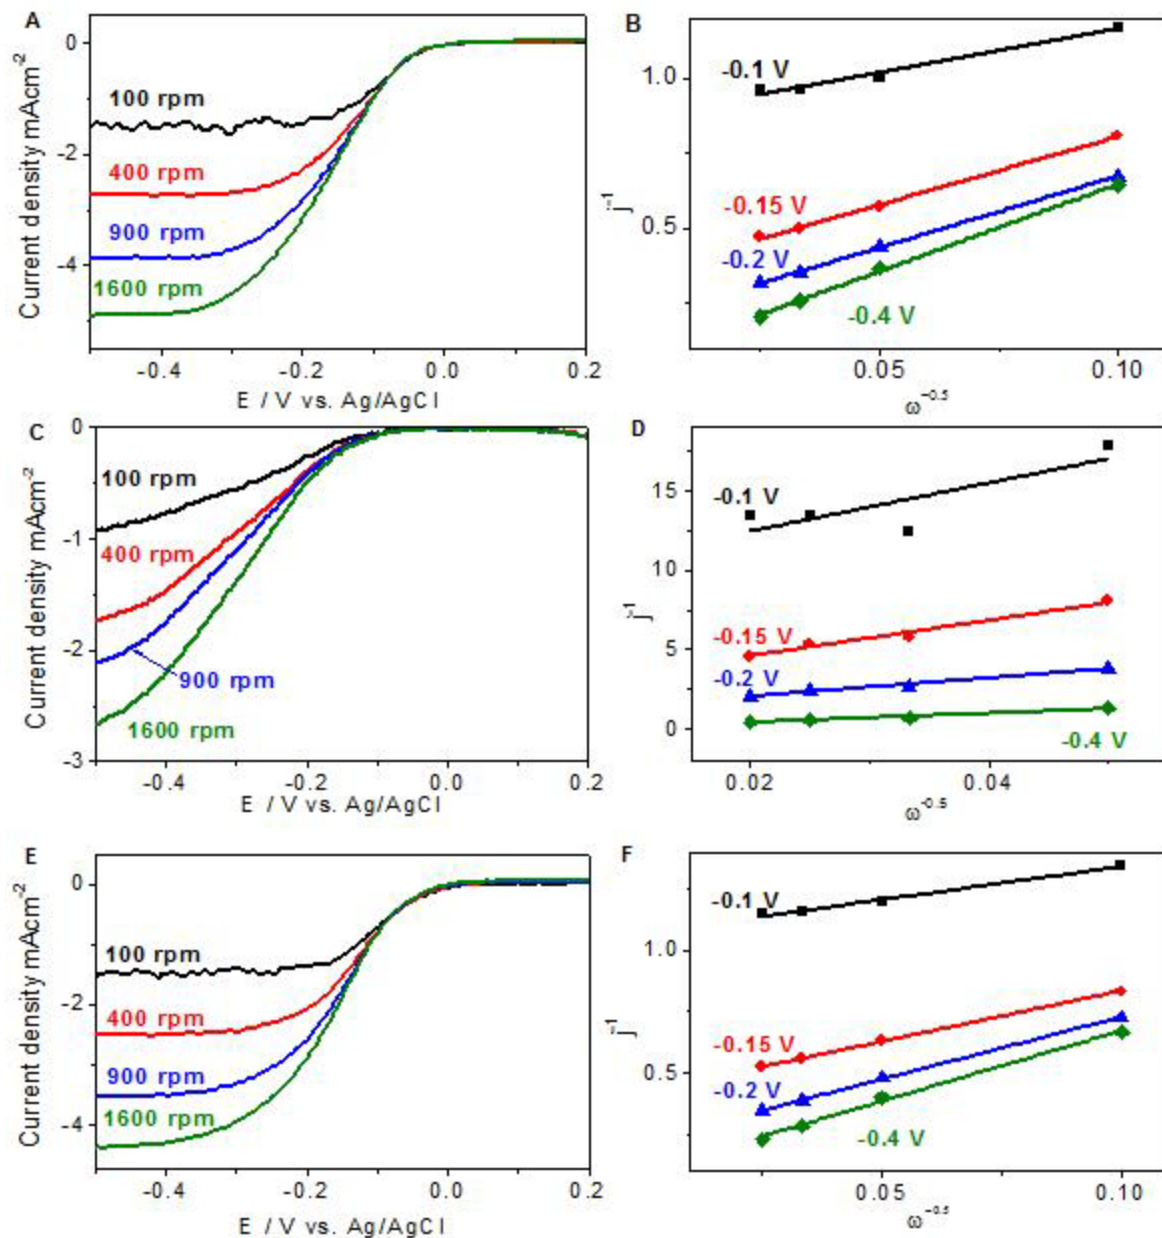 A
Current density mAcm⁻²
0
-2
-4
100 rpm
400 rpm
900 rpm
1600 rpm
-0.4
-0.2
0.0
0.2
E / V vs. Ag/AgCl
B
j⁻¹
1.0
0.5
-0.1 V
-0.15 V
-0.2 V
-0.4 V
0.05
0.10
ω⁻⁰·⁵
C
Current density mAcm⁻²
0
-1
-2
-3
100 rpm
400 rpm
900 rpm
1600 rpm
-0.4
-0.2
0.0
0.2
E / V vs. Ag/AgCl
D
j⁻¹
15
10
5
0
-0.1 V
-0.15 V
-0.2 V
-0.4 V
0.02
0.04
ω⁻⁰·⁵
E
Current density mAcm⁻²
0
-2
-4
100 rpm
400 rpm
900 rpm
1600 rpm
-0.4
-0.2
0.0
0.2
E / V vs. Ag/AgCl
F
j⁻¹
1.0
0.5
-0.1 V
-0.15 V
-0.2 V
-0.4 V
0.05
0.10
ω⁻⁰·⁵